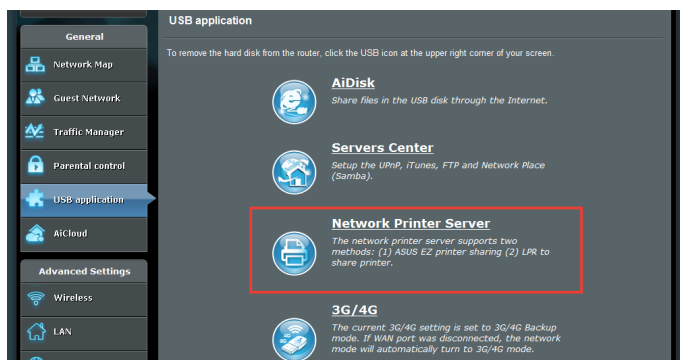 USB application
To remove the hard disk from the router, click the USB icon at the upper right corner of your screen.
General
Network Map
Guest Network
Traffic Manager
Parental control
USB application
AiCloud
Advanced Settings
Wireless
LAN
AiDisk
Share files in the USB disk through the Internet.
Servers Center
Setup the UPnP, iTunes, FTP and Network Place
(Samba).
Network Printer Server
The network printer server supports two
methods: (1) ASUS EZ printer sharing (2) LPR to
share printer.
3G/4G
The current 3G/4G setting is set to 3G/4G Backup
mode. If WAN port was disconnected, the network
mode will automatically turn to 3G/4G mode.